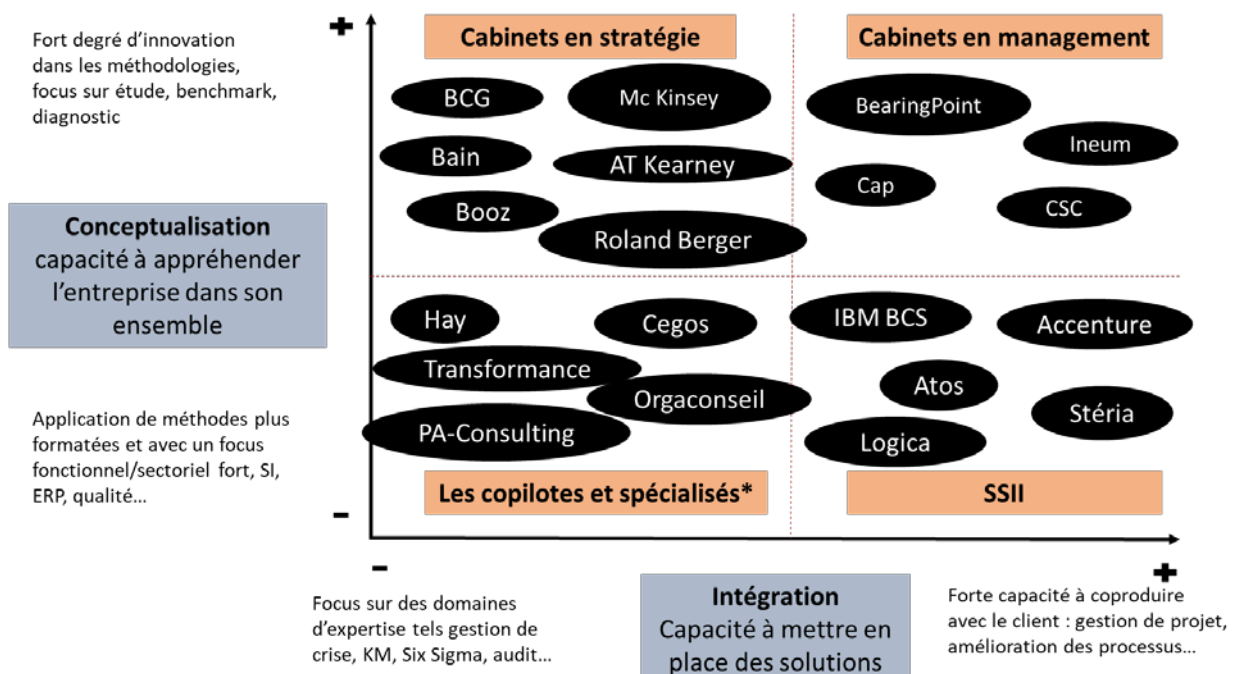 Fort degré d’innovation
dans les méthodologies,
focus sur étude, benchmark,
diagnostic
Conceptualisation
capacité à appréhender
l’entreprise dans son
ensemble
Application de méthodes plus
formatées et avec un focus
fonctionnel/sectoriel fort, SI,
ERP, qualité…
+
Cabinets en stratégie
BCG
Mc Kinsey
Bain
AT Kearney
Booz
Roland Berger
Cabinets en management
BearingPoint
Ineum
Cap
CSC
Hay
Cegos
Transformance
Orgaconseil
PA-Consulting
Les copilotes et spécialisés*
IBM BCS
Accenture
Atos
Stéria
Logica
SSII
–
–
+
Focus sur des domaines
d’expertise tels gestion de
crise, KM, Six Sigma, audit…
Intégration
Capacité à mettre en
place des solutions
Forte capacité à coproduire
avec le client : gestion de projet,
amélioration des processus…